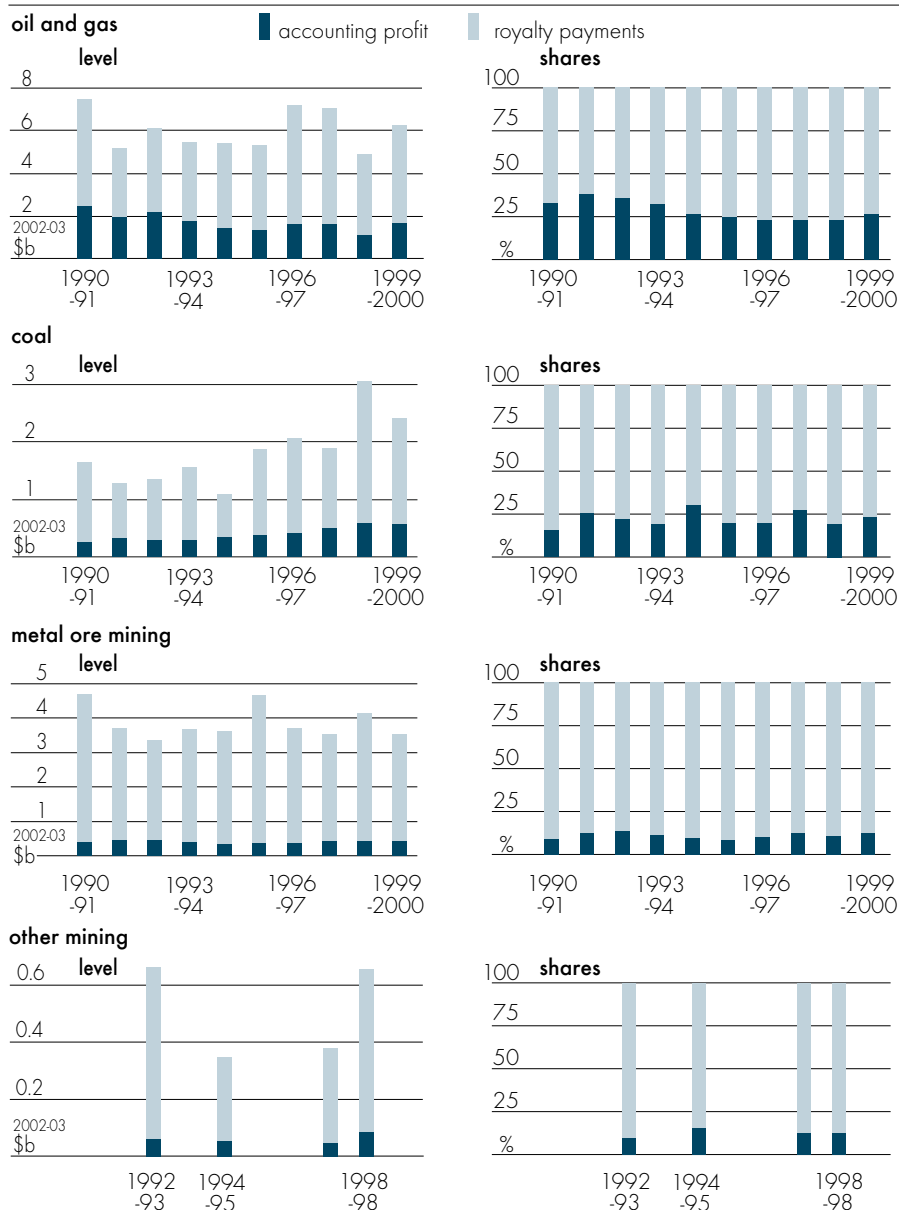 oil and gas
accounting profit royalty payments
level shares
8 100
6 75
4 50
2 25
2002-03
$b %
1990 1993 1996 1999 1990 1993 1996 1999
-91 -94 -97 -2000 -91 -94 -97 -2000
coal
level shares
3 100
75
2
50
1 25
2002-03
$b %
1990 1993 1996 1999 1990 1993 1996 1999
-91 -94 -97 -2000 -91 -94 -97 -2000
metal ore mining
level shares
5 100
4 75
3
50
2
1 25
2002-03
$b %
1990 1993 1996 1999 1990 1993 1996 1999
-91 -94 -97 -2000 -91 -94 -97 -2000
other mining
level shares
0.6 100
75
0.4
50
0.2 25
2002-03
$b %
1992 1994 1998 1992 1994 1998
-93 -95 -98 -93 -95 -98